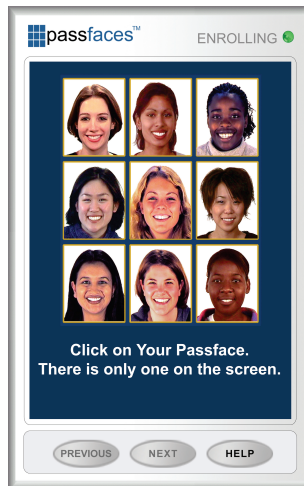 passfaces™
ENROLLING
Click on Your Passface.
There is only one on the screen.
PREVIOUS
NEXT
HELP